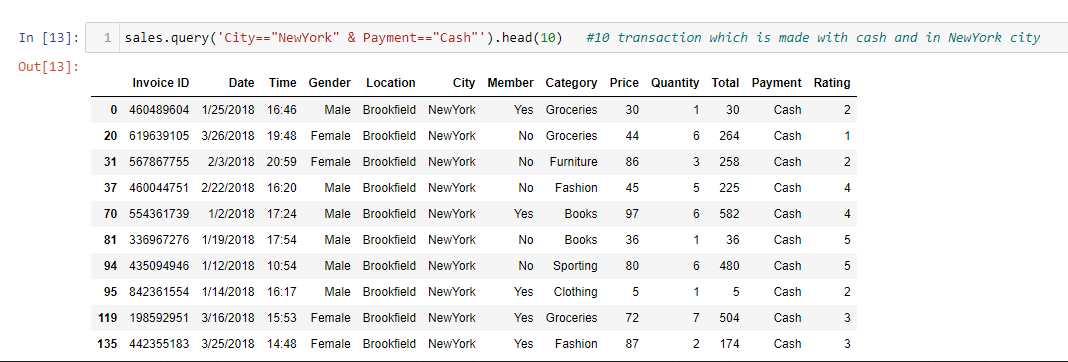 In [13]: 1 sales.query('City=="NewYork" & Payment=="Cash"').head(10) #10 transaction which is made with cash and in NewYork city
Out[13]:
Invoice ID Date Time Gender Location City Member Category Price Quantity Total Payment Rating
0 460489604 1/25/2018 16:46 Male Brookfield NewYork Yes Groceries 30 1 30 Cash 2
20 619639105 3/26/2018 19:48 Female Brookfield NewYork No Groceries 44 6 264 Cash 1
31 567867755 2/3/2018 20:59 Female Brookfield NewYork No Furniture 86 3 258 Cash 2
37 460044751 2/22/2018 16:20 Male Brookfield NewYork No Fashion 45 5 225 Cash 4
70 554361739 1/2/2018 17:24 Male Brookfield NewYork Yes Books 97 6 582 Cash 4
81 336967276 1/19/2018 17:54 Male Brookfield NewYork No Books 36 1 36 Cash 5
94 435094946 1/12/2018 10:54 Male Brookfield NewYork No Sporting 80 6 480 Cash 5
95 842361554 1/14/2018 16:17 Male Brookfield NewYork Yes Clothing 5 1 5 Cash 2
119 198592951 3/16/2018 15:53 Female Brookfield NewYork Yes Groceries 72 7 504 Cash 3
135 442355183 3/25/2018 14:48 Female Brookfield NewYork Yes Fashion 87 2 174 Cash 3